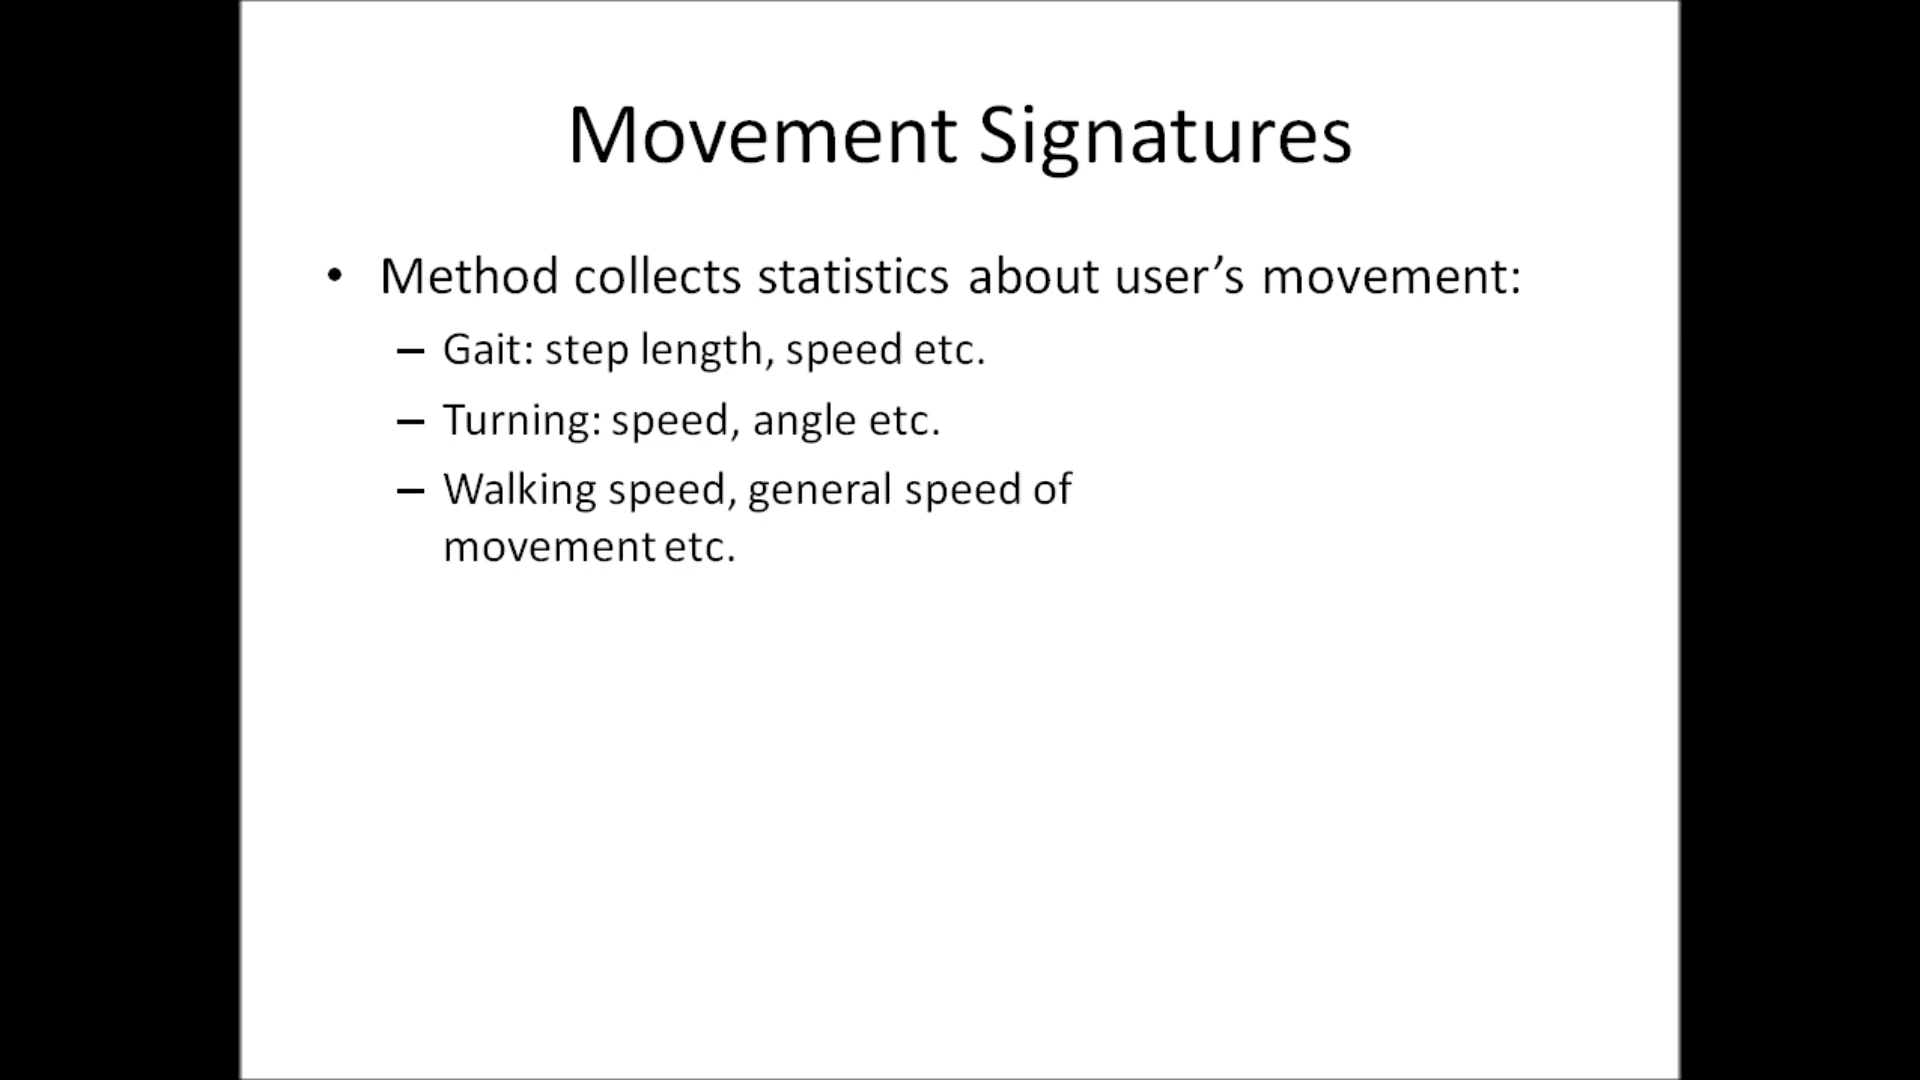 Movement Signatures
• Method collects statistics about user’s movement:
– Gait: step length, speed etc.
– Turning: speed, angle etc.
– Walking speed, general speed of
movement etc.